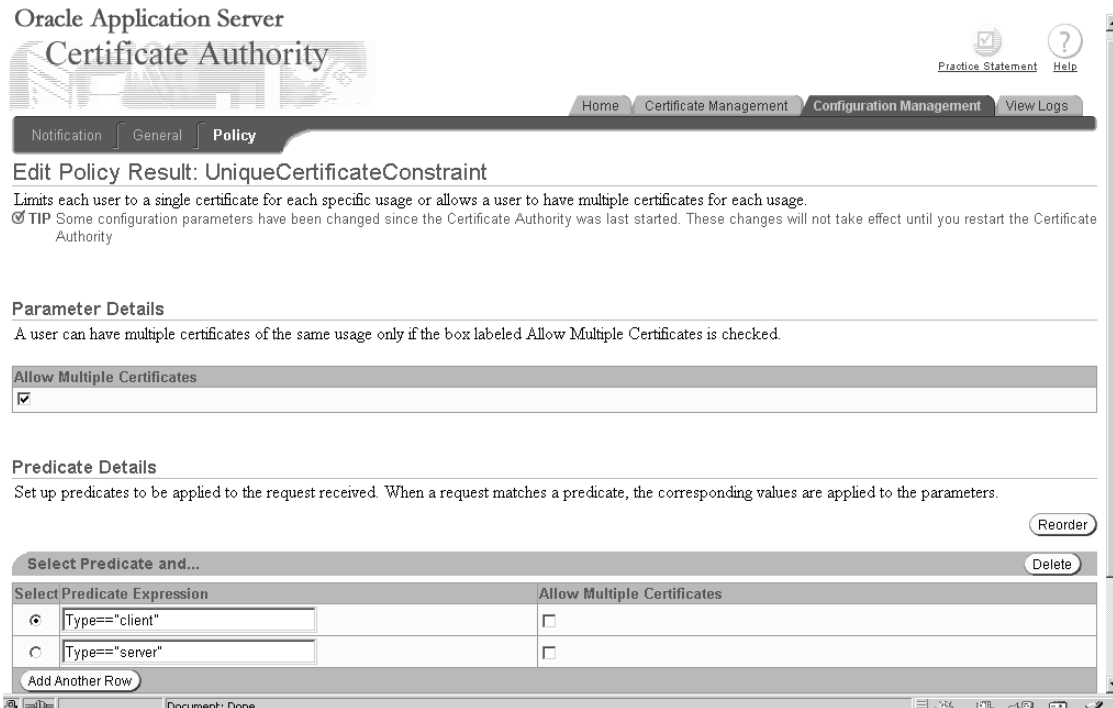 Oracle Application Server
Certificate Authority
Practice Statement
Help
Home
Certificate Management
Configuration Management
View Logs
Notification
General
Policy
Edit Policy Result: UniqueCertificateConstraint
Limits each user to a single certificate for each specific usage or allows a user to have multiple certificates for each usage.
TIP Some configuration parameters have been changed since the Certificate Authority was last started. These changes will not take effect until you restart the Certificate
Authority
Parameter Details
A user can have multiple certificates of the same usage only if the box labeled Allow Multiple Certificates is checked.
Allow Multiple Certificates
Predicate Details
Set up predicates to be applied to the request received. When a request matches a predicate, the corresponding values are applied to the parameters.
Reorder
Select Predicate and...
Delete
Select Predicate Expression Allow Multiple Certificates
Type=="client"
Type=="server"
Add Another Row
Document: Done